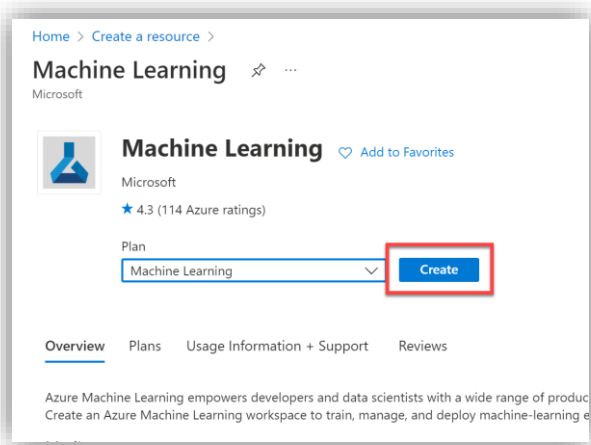 Home > Create a resource >
Machine Learning ...
Microsoft
Machine Learning Add to Favorites
Microsoft
★ 4.3 (114 Azure ratings)
Plan
Machine Learning
Create
Overview Plans Usage Information + Support Reviews
Azure Machine Learning empowers developers and data scientists with a wide range of produc
Create an Azure Machine Learning workspace to train, manage, and deploy machine-learning e